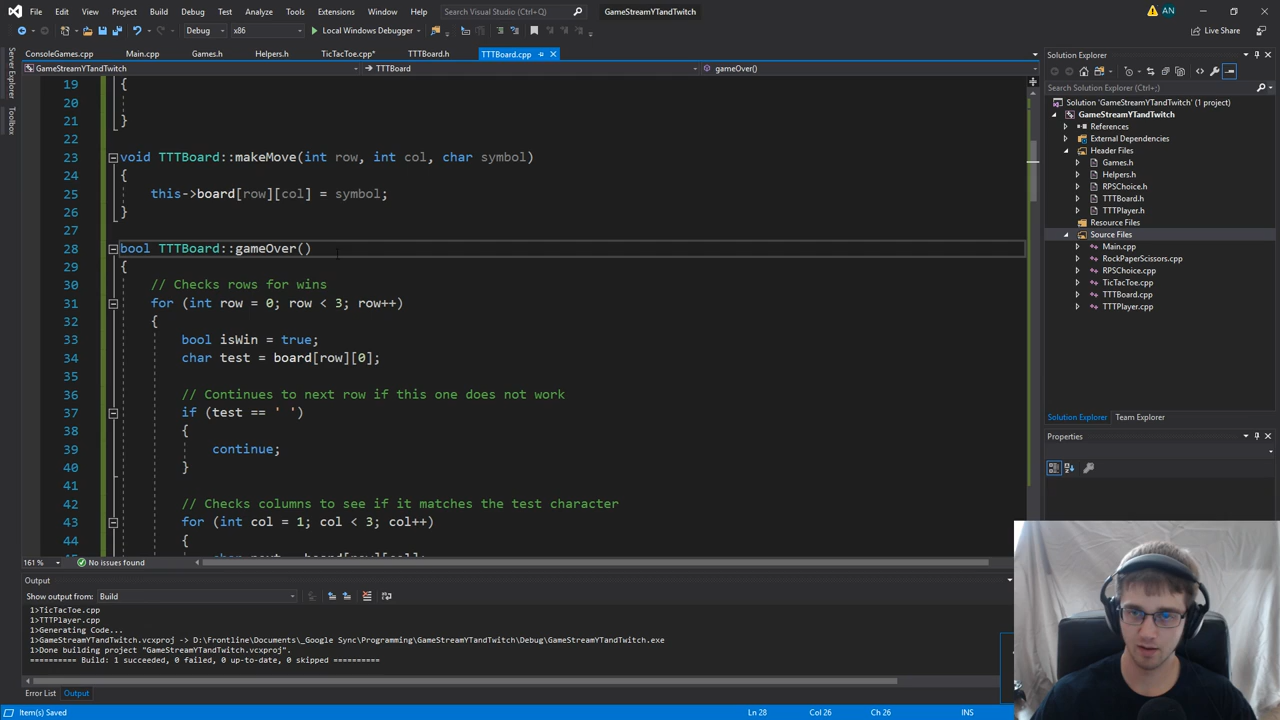 File Edit View Project Build Debug Test Analyze Tools Extensions Window Help Search Visual Studio (Ctrl+Q) GameStreamYTandTwitch AN
Debug x86 Local Windows Debugger Live Share
ConsoleGames.cpp Main.cpp Games.h Helpers.h TicTacToe.cpp* TTTBoard.h TTTBoard.cpp
GameStreamYTandTwitch TTTBoard gameOver()
Server Explorer
Toolbox
19 {
20
21 }
22
23 void TTTBoard::makeMove(int row, int col, char symbol)
24 {
25 this->board[row][col] = symbol;
26 }
27
28 bool TTTBoard::gameOver()
29 {
30 // Checks rows for wins
31 for (int row = 0; row < 3; row++)
32 {
33 bool isWin = true;
34 char test = board[row][0];
35
36 // Continues to next row if this one does not work
37 if (test == ' ')
38 {
39 continue;
40 }
41
42 // Checks columns to see if it matches the test character
43 for (int col = 1; col < 3; col++)
44 {
161 % No issues found
Output
Show output from: Build
1>TicTacToe.cpp
1>TTTPlayer.cpp
1>Generating Code...
1>GameStreamYTandTwitch.vcxproj -> D:\Frontline\Documents\_Google Sync\Programming\GameStreamYTandTwitch\Debug\GameStreamYTandTwitch.exe
1>Done building project "GameStreamYTandTwitch.vcxproj".
========== Build: 1 succeeded, 0 failed, 0 up-to-date, 0 skipped ==========
Error List Output
Item(s) Saved Ln 28 Col 26 Ch 26 INS
Solution Explorer
Search Solution Explorer (Ctrl+;)
Solution 'GameStreamYTandTwitch' (1 project)
GameStreamYTandTwitch
References
External Dependencies
Header Files
Games.h
Helpers.h
RPSChoice.h
TTTBoard.h
TTTPlayer.h
Resource Files
Source Files
Main.cpp
RockPaperScissors.cpp
RPSChoice.cpp
TicTacToe.cpp
TTTBoard.cpp
TTTPlayer.cpp
Solution Explorer Team Explorer
Properties